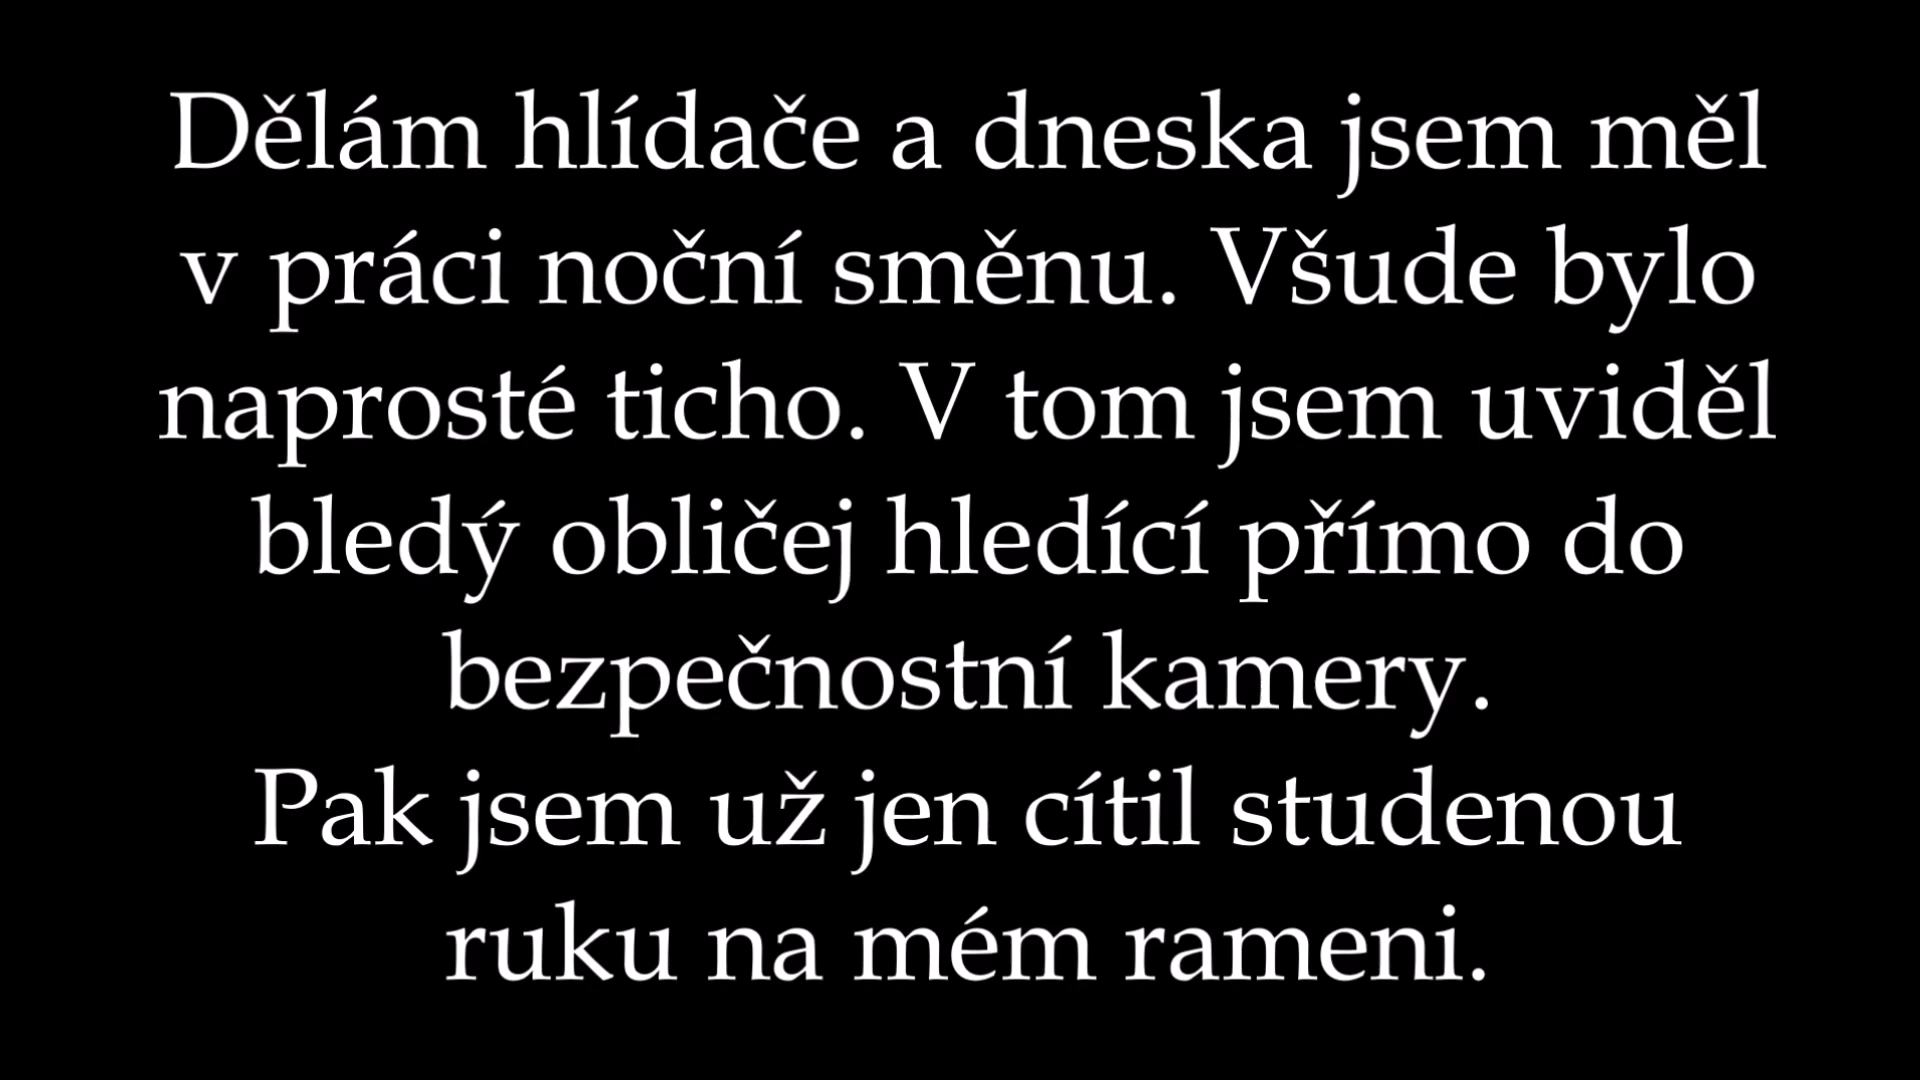 Dělám hlídače a dneska jsem měl
v práci noční směnu. Všude bylo
naprosté ticho. V tom jsem uviděl
bledý obličej hledící přímo do
bezpečnostní kamery.
Pak jsem už jen cítil studenou
ruku na mém rameni.